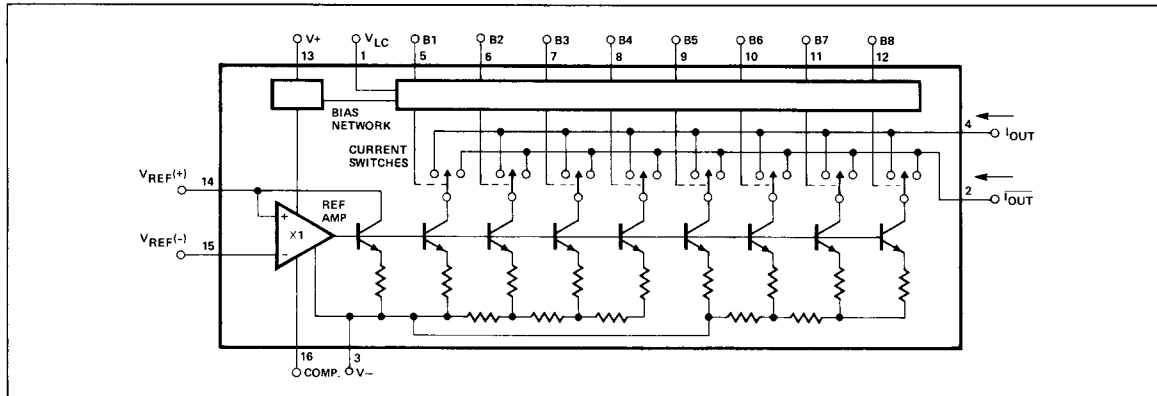 V+ VLC B1 B2 B3 B4 B5 B6 B7 B8
13 1 5 6 7 8 9 10 11 12
BIAS
NETWORK
CURRENT
SWITCHES
4
IOUT
2
IOUT
VREF(+) 14
REF
AMP
+
X1
VREF(-) 15
−
16 3
COMP. V−